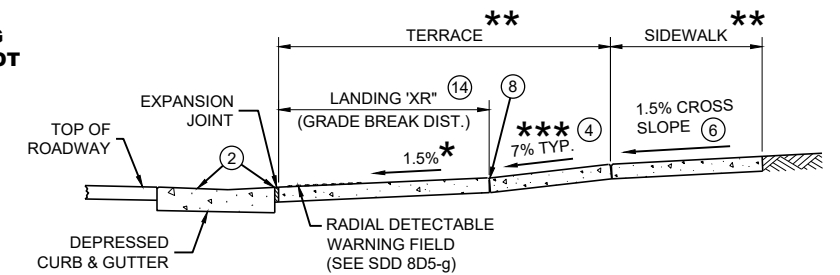 TERRACE **
SIDEWALK **
EXPANSION
JOINT
LANDING 'XR" 14
(GRADE BREAK DIST.)
8
*** 4
7% TYP.
1.5% CROSS
SLOPE 6
TOP OF
ROADWAY
2
1.5% *
DEPRESSED
CURB & GUTTER
RADIAL DETECTABLE
WARNING FIELD
(SEE SDD 8D5-g)